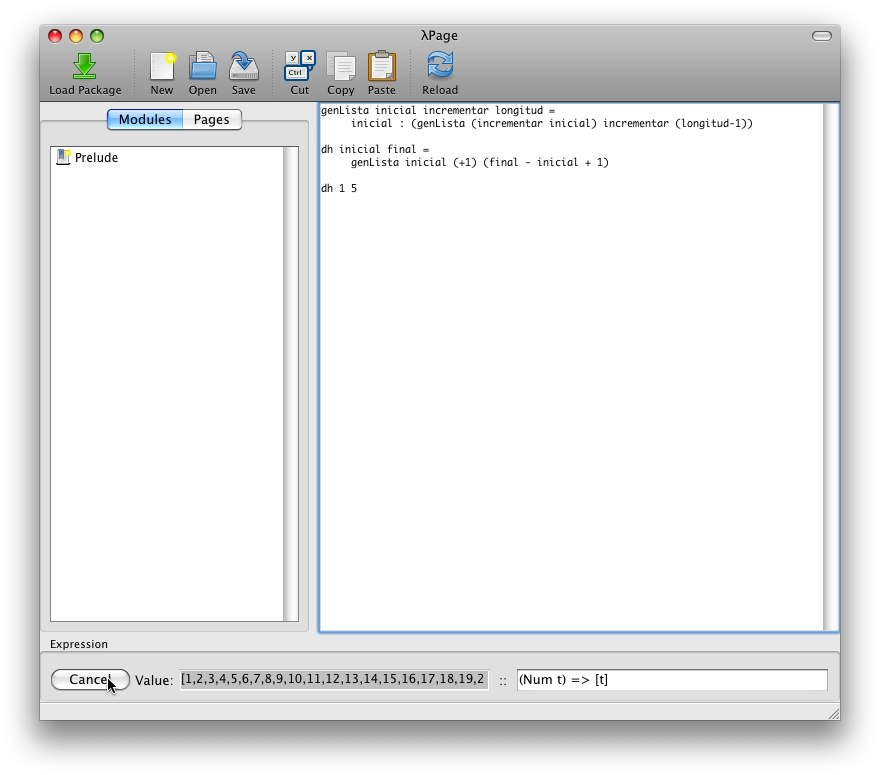 λPage
Load Package New Open Save Cut Copy Paste Reload
y x
Ctrl
Modules Pages
Prelude
genLista inicial incrementar longitud =
inicial : (genLista (incrementar inicial) incrementar (longitud-1))
dh inicial final =
genLista inicial (+1) (final - inicial + 1)
dh 1 5
Expression
Cancel Value: [1,2,3,4,5,6,7,8,9,10,11,12,13,14,15,16,17,18,19,2 :: (Num t) => [t]